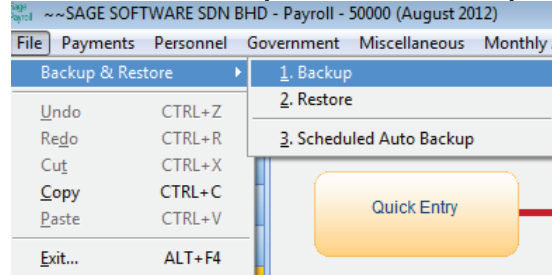 Sage Payroll ~~SAGE SOFTWARE SDN BHD - Payroll - 50000 (August 2012)
File Payments Personnel Government Miscellaneous Monthly
Backup & Restore
1. Backup
2. Restore
3. Scheduled Auto Backup
Undo CTRL+Z
Redo CTRL+R
Cut CTRL+X
Copy CTRL+C
Paste CTRL+V
Exit... ALT+F4
Quick Entry